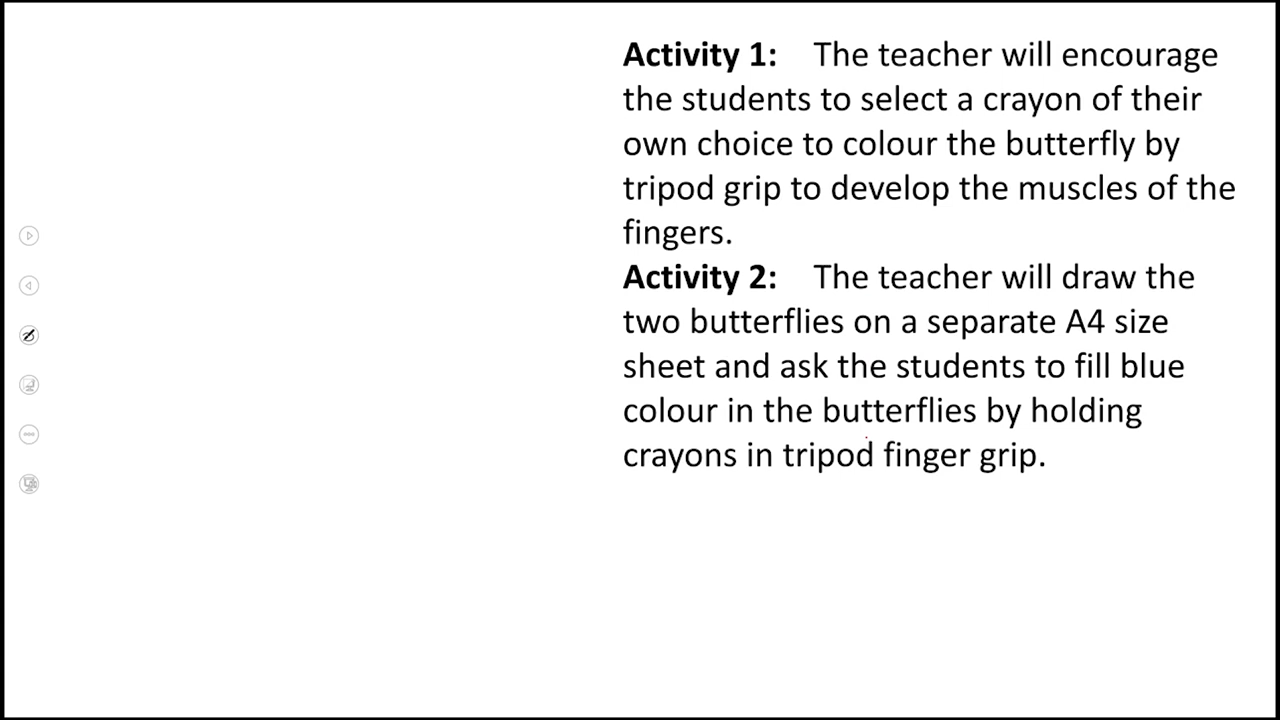 Activity 1: The teacher will encourage
the students to select a crayon of their
own choice to colour the butterfly by
tripod grip to develop the muscles of the
fingers.
Activity 2: The teacher will draw the
two butterflies on a separate A4 size
sheet and ask the students to fill blue
colour in the butterflies by holding
crayons in tripod finger grip.